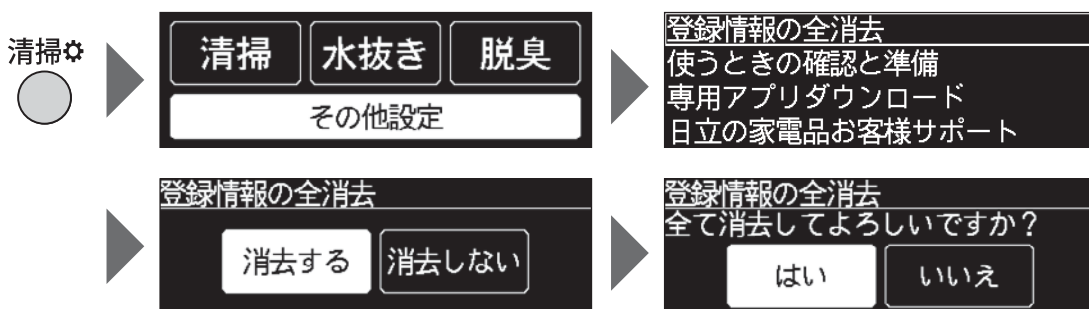 清掃
清掃 水抜き 脱臭
その他設定
登録情報の全消去
使うときの確認と準備
専用アプリダウンロード
日立の家電品お客様サポート
登録情報の全消去
消去する 消去しない
登録情報の全消去
全て消去してよろしいですか？
はい いいえ